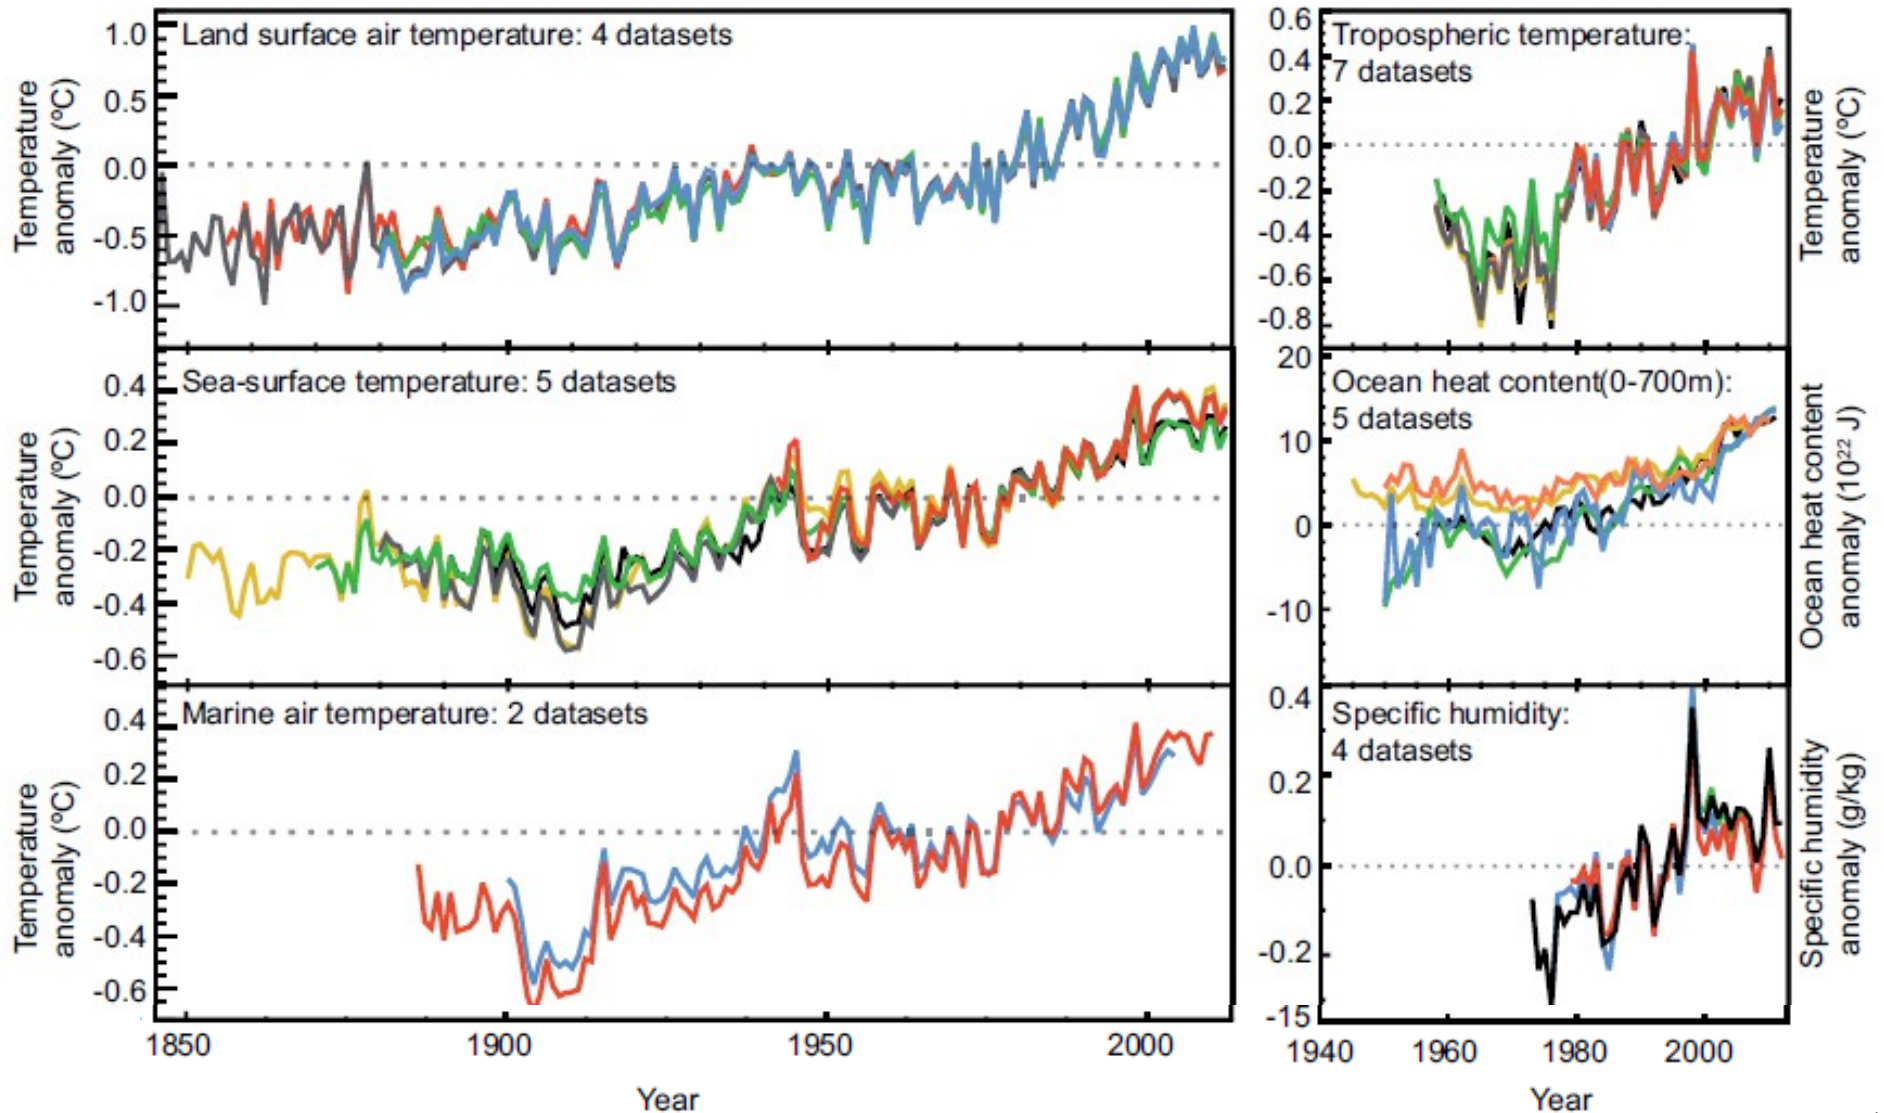 Land surface air temperature: 4 datasets
1.0
0.5
0.0
-0.5
-1.0
Temperature
anomaly (ºC)
Tropospheric temperature:
7 datasets
0.6
0.4
0.2
0.0
-0.2
-0.4
-0.6
-0.8
Temperature
anomaly (ºC)
Sea-surface temperature: 5 datasets
0.4
0.2
0.0
-0.2
-0.4
-0.6
Temperature
anomaly (ºC)
Ocean heat content(0-700m):
5 datasets
20
10
0
-10
Ocean heat content
anomaly (10²² J)
Marine air temperature: 2 datasets
0.4
0.2
0.0
-0.2
-0.4
-0.6
Temperature
anomaly (ºC)
Specific humidity:
4 datasets
0.4
0.2
0.0
-0.2
-15
Specific humidity
anomaly (g/kg)
1850 1900 1950 2000
Year
1940 1960 1980 2000
Year